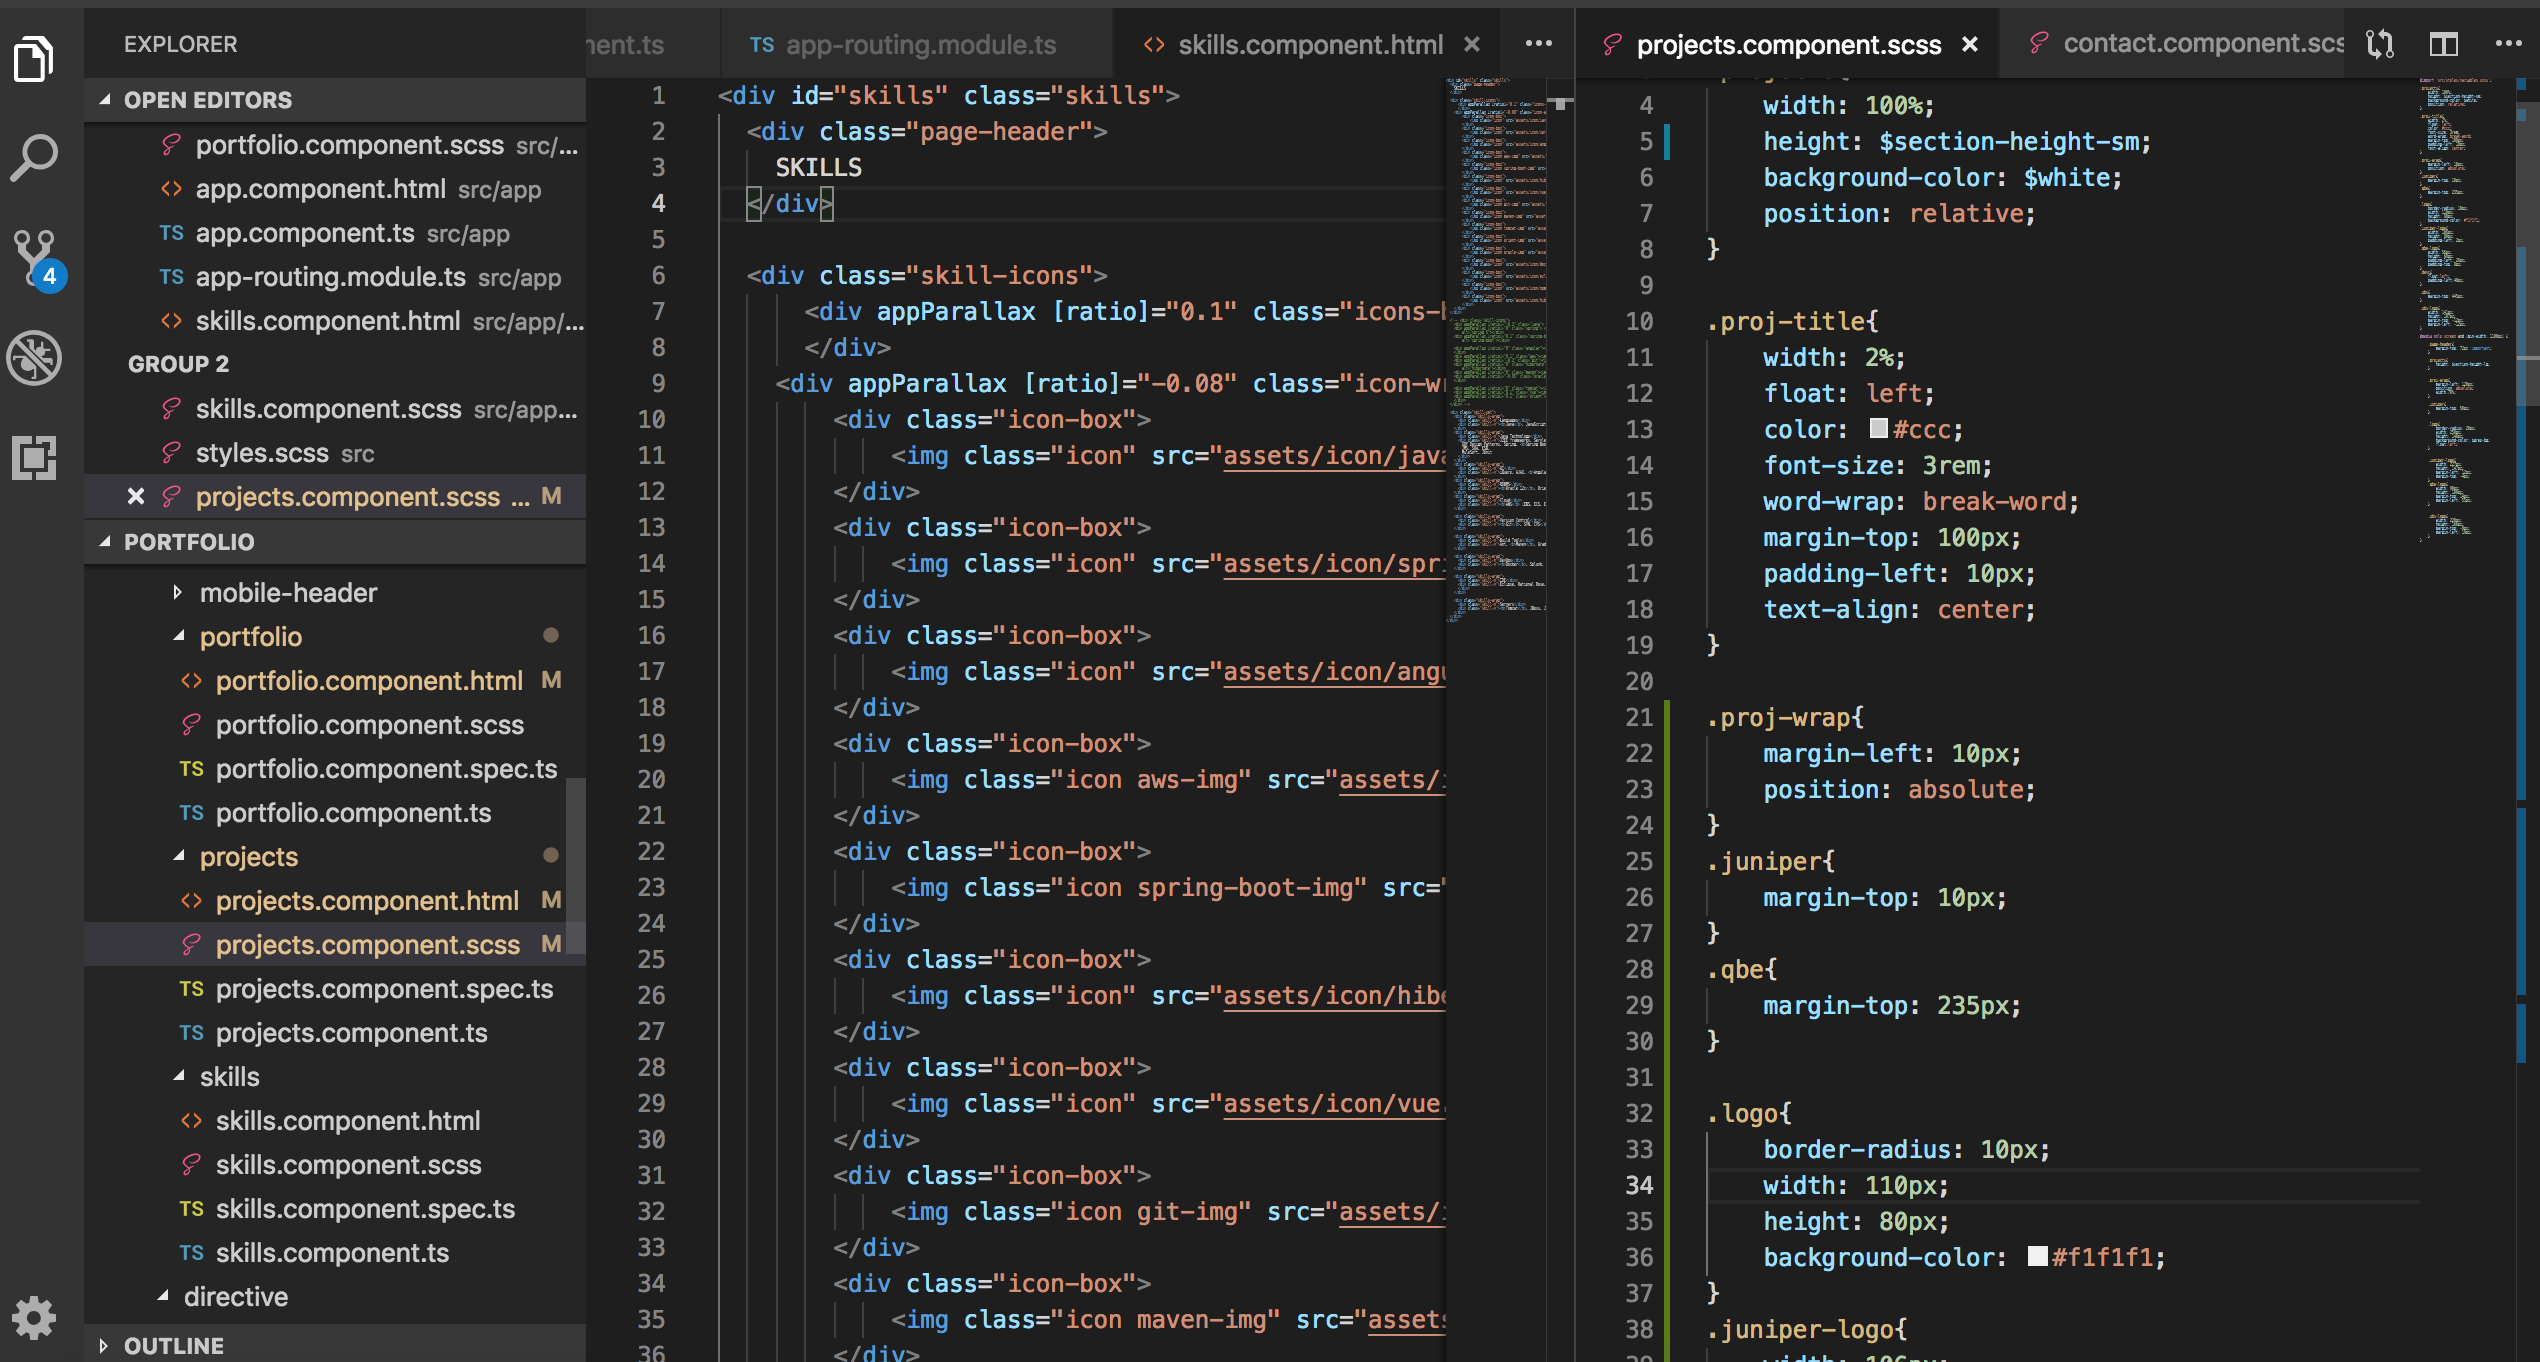 EXPLORER
OPEN EDITORS
portfolio.component.scss src/...
app.component.html src/app
TS app.component.ts src/app
TS app-routing.module.ts src/app
skills.component.html src/app/...
GROUP 2
skills.component.scss src/app...
styles.scss src
projects.component.scss ... M
PORTFOLIO
mobile-header
portfolio
portfolio.component.html M
portfolio.component.scss
TS portfolio.component.spec.ts
TS portfolio.component.ts
projects
projects.component.html M
projects.component.scss M
TS projects.component.spec.ts
TS projects.component.ts
skills
skills.component.html
skills.component.scss
TS skills.component.spec.ts
TS skills.component.ts
directive
OUTLINE
4
nent.ts
TS app-routing.module.ts
skills.component.html
1 <div id="skills" class="skills">
2 <div class="page-header">
3 SKILLS
4 </div>
5
6 <div class="skill-icons">
7 <div appParallax [ratio]="0.1" class="icons-
8 </div>
9 <div appParallax [ratio]="-0.08" class="icon-w
10 <div class="icon-box">
11 <img class="icon" src="assets/icon/java
12 </div>
13 <div class="icon-box">
14 <img class="icon" src="assets/icon/spri
15 </div>
16 <div class="icon-box">
17 <img class="icon" src="assets/icon/angu
18 </div>
19 <div class="icon-box">
20 <img class="icon aws-img" src="assets/i
21 </div>
22 <div class="icon-box">
23 <img class="icon spring-boot-img" src="
24 </div>
25 <div class="icon-box">
26 <img class="icon" src="assets/icon/hibe
27 </div>
28 <div class="icon-box">
29 <img class="icon" src="assets/icon/vue.
30 </div>
31 <div class="icon-box">
32 <img class="icon git-img" src="assets/i
33 </div>
34 <div class="icon-box">
35 <img class="icon maven-img" src="assets
36 </div>
projects.component.scss
contact.component.scs
4 width: 100%;
5 height: $section-height-sm;
6 background-color: $white;
7 position: relative;
8 }
9
10 .proj-title{
11 width: 2%;
12 float: left;
13 color: #ccc;
14 font-size: 3rem;
15 word-wrap: break-word;
16 margin-top: 100px;
17 padding-left: 10px;
18 text-align: center;
19 }
20
21 .proj-wrap{
22 margin-left: 10px;
23 position: absolute;
24 }
25 .juniper{
26 margin-top: 10px;
27 }
28 .qbe{
29 margin-top: 235px;
30 }
31
32 .logo{
33 border-radius: 10px;
34 width: 110px;
35 height: 80px;
36 background-color: #f1f1f1;
37 }
38 .juniper-logo{